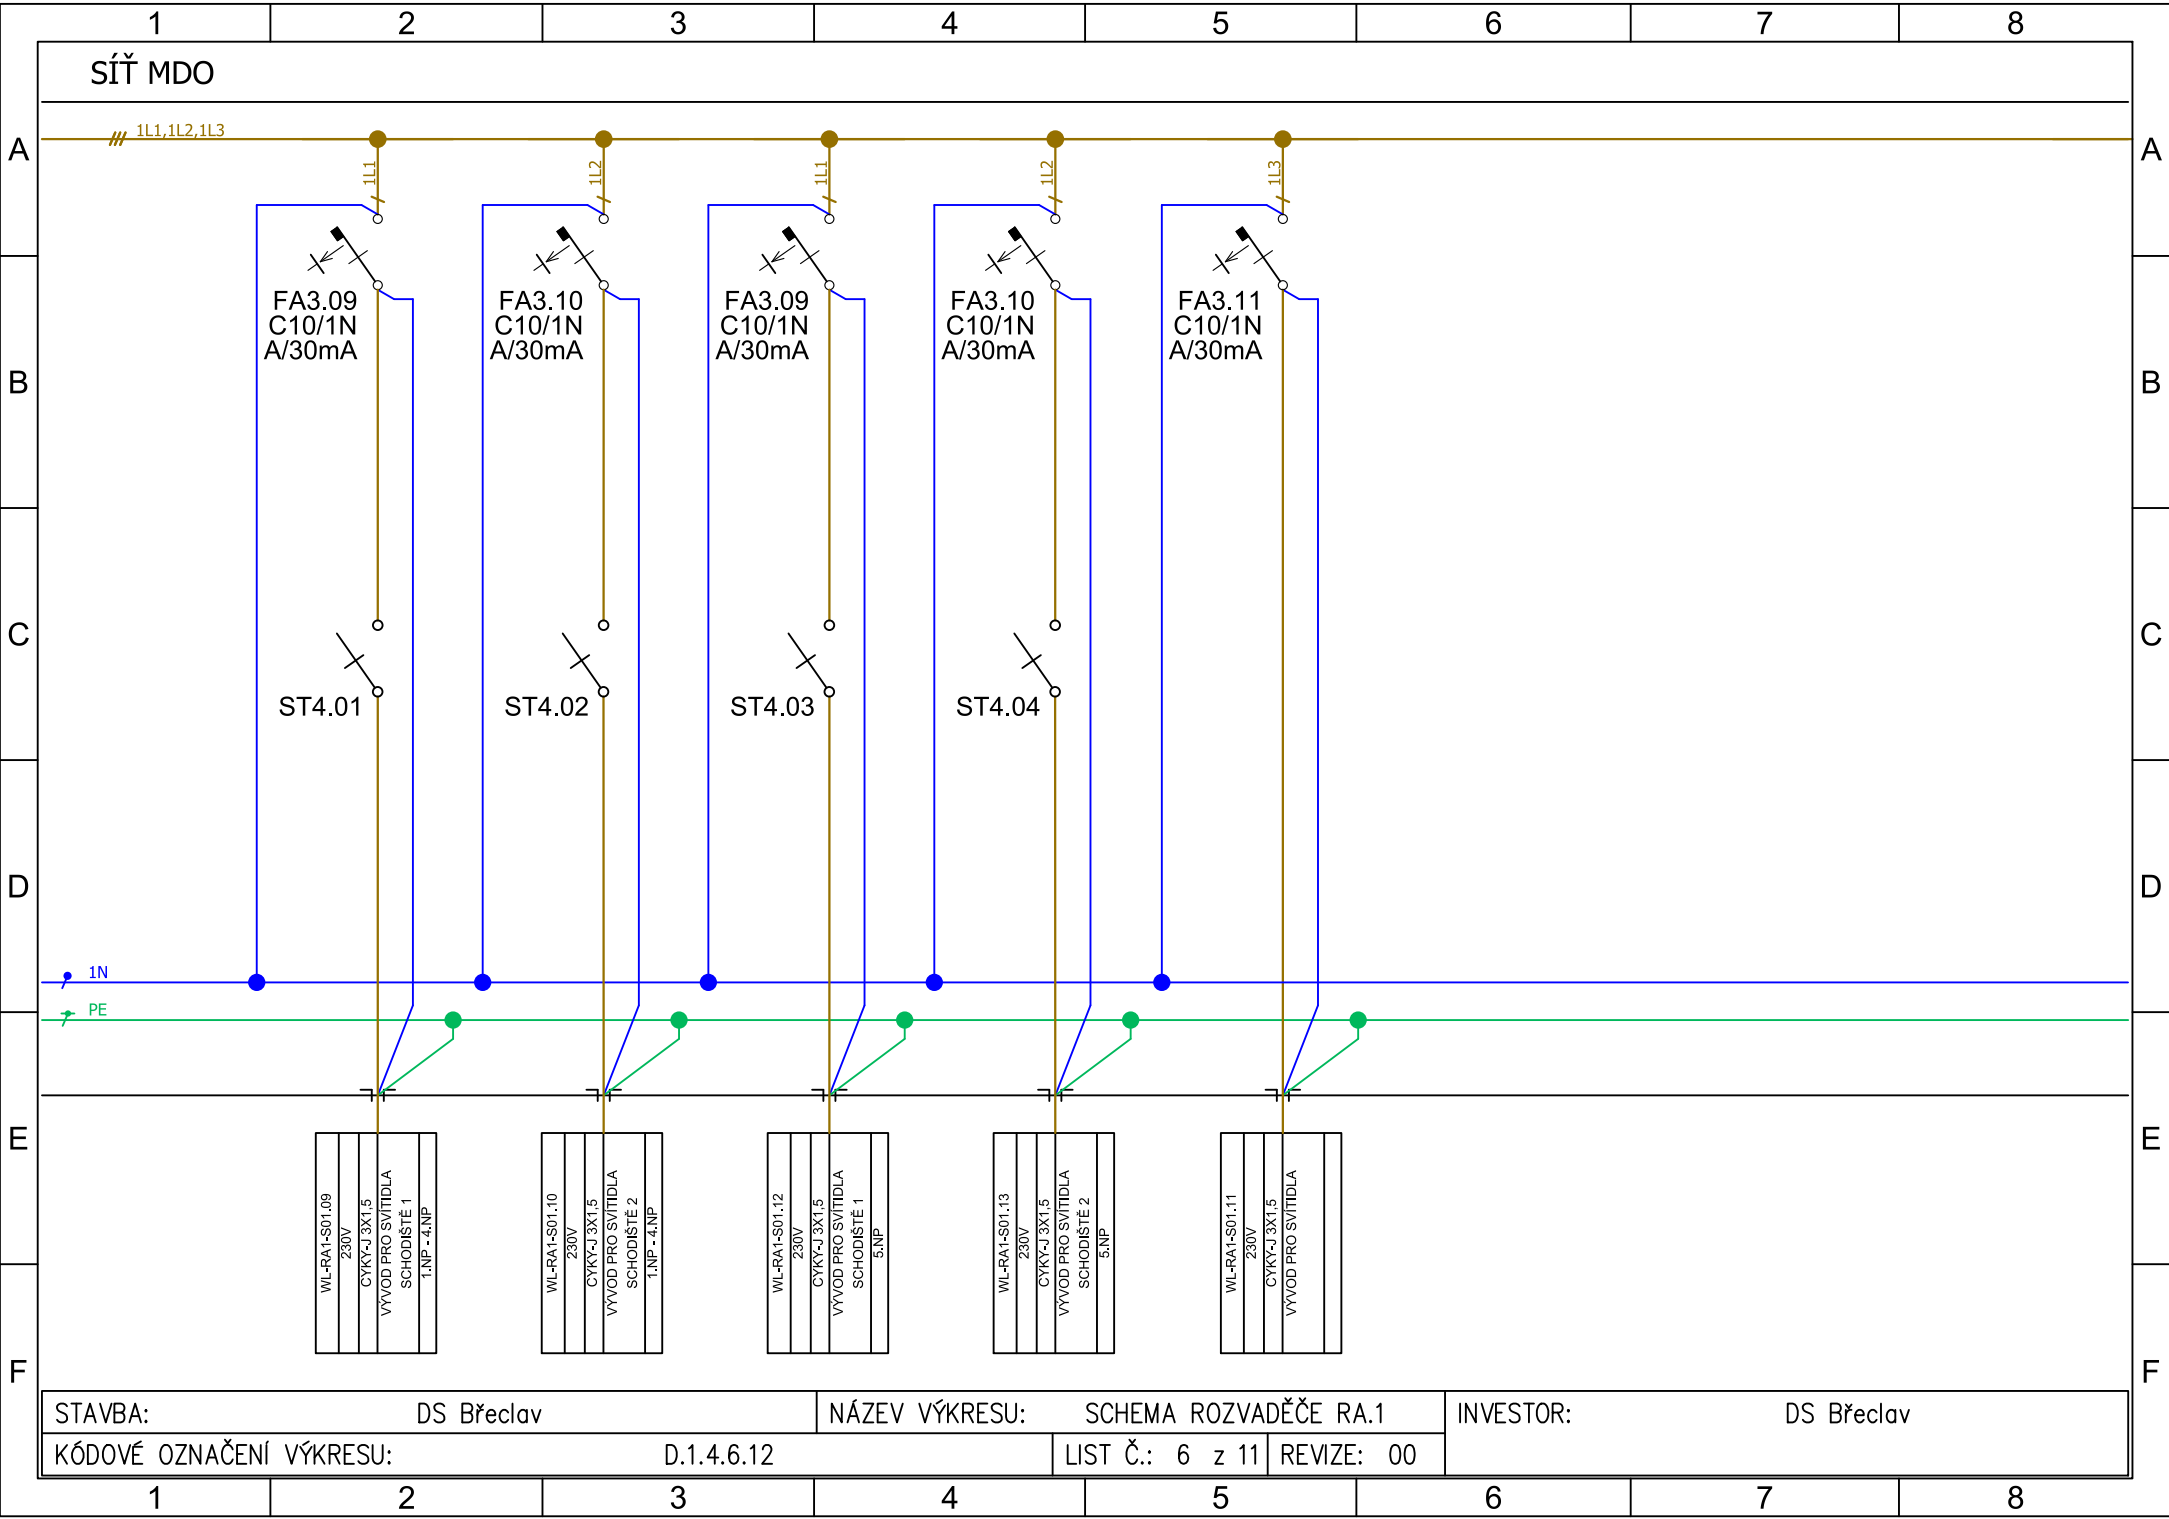 1 2 3 4 5 6 7 8
SÍŤ MDO
1L1,1L2,1L3
A A
1L1 1L2 1L1 1L2 1L3
FA3.09 FA3.10 FA3.09 FA3.10 FA3.11
C10/1N C10/1N C10/1N C10/1N C10/1N
A/30mA A/30mA A/30mA A/30mA A/30mA
B B
C C
ST4.01 ST4.02 ST4.03 ST4.04
D D
1N
PE
E E
WL-RA1-S01.09
230V
CYKY-J 3X1,5
VÝVOD PRO SVÍTIDLA
SCHODIŠTĚ 1
1.NP - 4.NP
WL-RA1-S01.10
230V
CYKY-J 3X1,5
VÝVOD PRO SVÍTIDLA
SCHODIŠTĚ 2
1.NP - 4.NP
WL-RA1-S01.12
230V
CYKY-J 3X1,5
VÝVOD PRO SVÍTIDLA
SCHODIŠTĚ 1
5.NP
WL-RA1-S01.13
230V
CYKY-J 3X1,5
VÝVOD PRO SVÍTIDLA
SCHODIŠTĚ 2
5.NP
WL-RA1-S01.11
230V
CYKY-J 3X1,5
VÝVOD PRO SVÍTIDLA
F F
STAVBA: DS Břeclav NÁZEV VÝKRESU: SCHEMA ROZVADĚČE RA.1 INVESTOR: DS Břeclav
KÓDOVÉ OZNAČENÍ VÝKRESU: D.1.4.6.12 LIST Č.: 6 z 11 REVIZE: 00
1 2 3 4 5 6 7 8